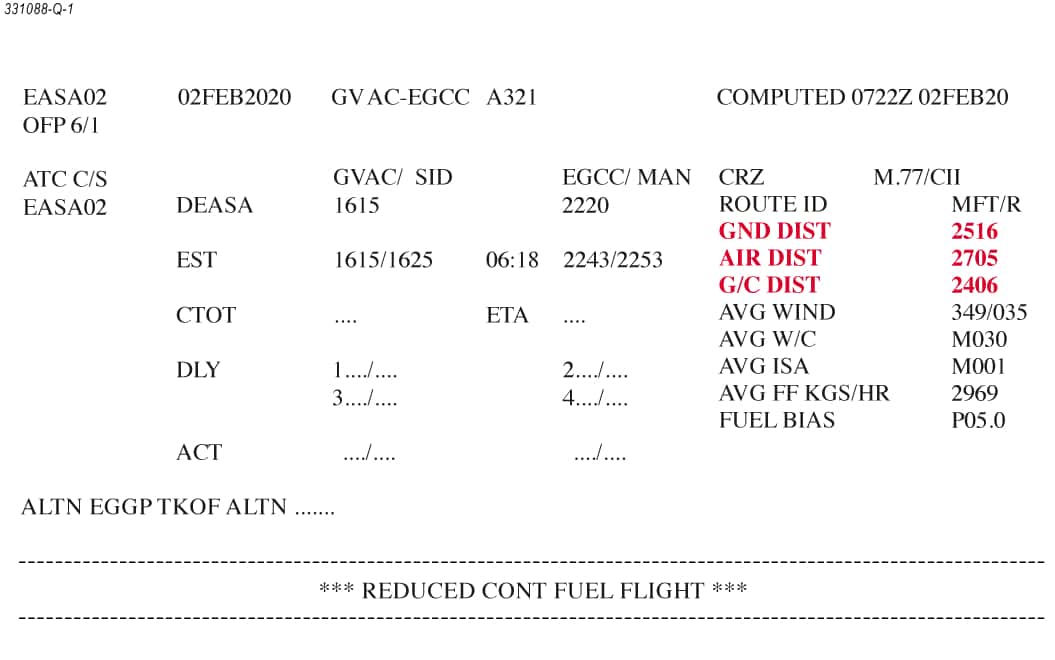 331088-Q-1
EASA02 02FEB2020 GVAC-EGCC A321 COMPUTED 0722Z 02FEB20
OFP 6/1
ATC C/S GVAC/ SID EGCC/ MAN CRZ M.77/CII
EASA02 DEASA 1615 2220 ROUTE ID MFT/R
GND DIST 2516
EST 1615/1625 06:18 2243/2253 AIR DIST 2705
G/C DIST 2406
CTOT .... ETA .... AVG WIND 349/035
AVG W/C M030
DLY 1..../.... 2..../.... AVG ISA M001
3..../.... 4..../.... AVG FF KGS/HR 2969
FUEL BIAS P05.0
ACT ..../.... ..../....
ALTN EGGP TKOF ALTN .......
*** REDUCED CONT FUEL FLIGHT ***